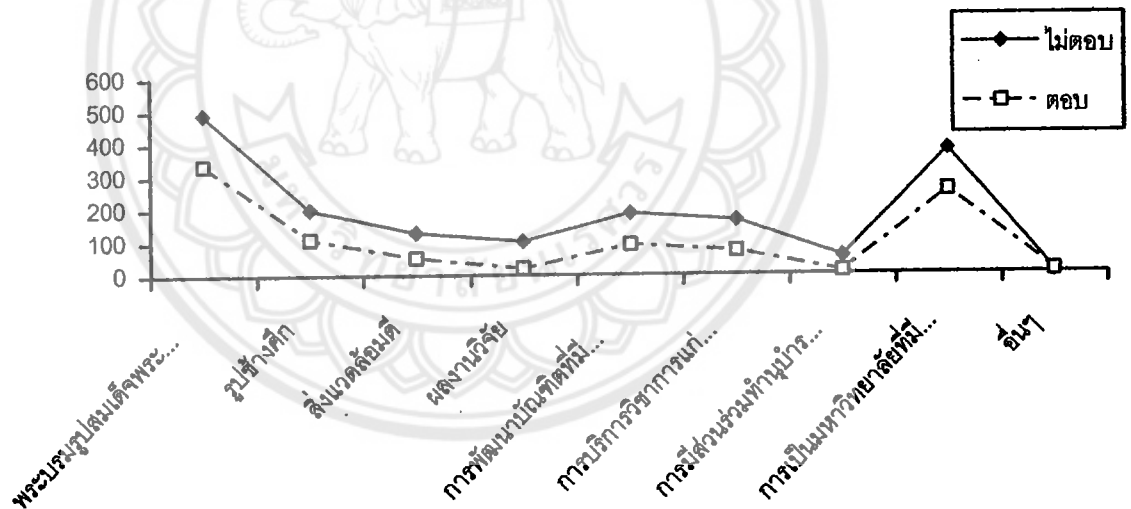 ไม่ตอบ
ตอบ
600
500
400
300
200
100
0
พระบรมรูปสมเด็จพระ...
รูปช้างศึก
สิ่งแวดล้อมดี
ผลงานวิจัย
การพัฒนาบัณฑิตที่มี...
การบริการวิชาการแก่...
การมีส่วนร่วมทำนุบำร...
การเป็นมหาวิทยาลัยที่มี...
อื่นๆ